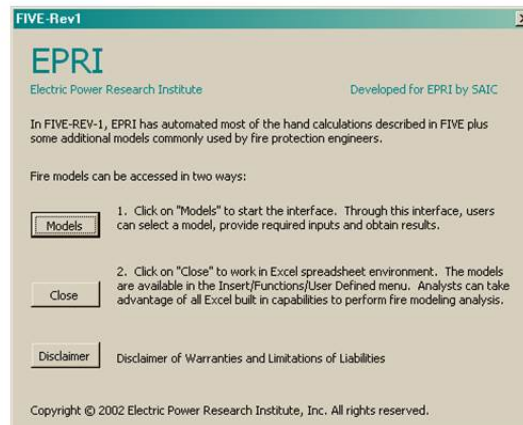 FIVE-Rev1
EPRI
Electric Power Research Institute Developed for EPRI by SAIC
In FIVE-REV-1, EPRI has automated most of the hand calculations described in FIVE plus
some additional models commonly used by fire protection engineers.
Fire models can be accessed in two ways:
Models
1. Click on "Models" to start the interface. Through this interface, users
can select a model, provide required inputs and obtain results.
Close
2. Click on "Close" to work in Excel spreadsheet environment. The models
are available in the Insert/Functions/User Defined menu. Analysts can take
advantage of all Excel built in capabilities to perform fire modeling analysis.
Disclaimer
Disclaimer of Warranties and Limitations of Liabilities
Copyright © 2002 Electric Power Research Institute, Inc. All rights reserved.